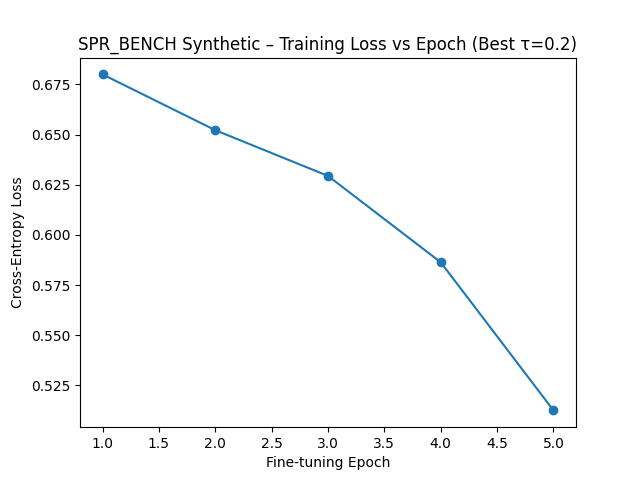 SPR_BENCH Synthetic – Training Loss vs Epoch (Best τ=0.2)
Cross-Entropy Loss
0.675
0.650
0.625
0.600
0.575
0.550
0.525
1.0 1.5 2.0 2.5 3.0 3.5 4.0 4.5 5.0
Fine-tuning Epoch